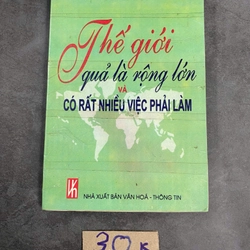 Thế giới
quả là rộng lớn
VÀ
CÓ RẤT NHIỀU VIỆC PHẢI LÀM
NHÀ XUẤT BẢN VĂN HOÁ - THÔNG TIN
30k